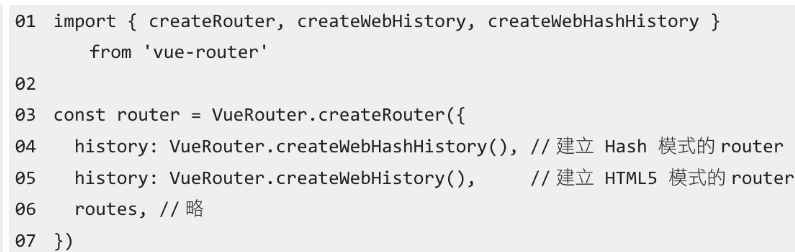 01 import { createRouter, createWebHistory, createWebHashHistory }
from 'vue-router'
02
03 const router = VueRouter.createRouter({
04 history: VueRouter.createWebHashHistory(), // 建立 Hash 模式的 router
05 history: VueRouter.createWebHistory(), // 建立 HTML5 模式的 router
06 routes, // 略
07 })